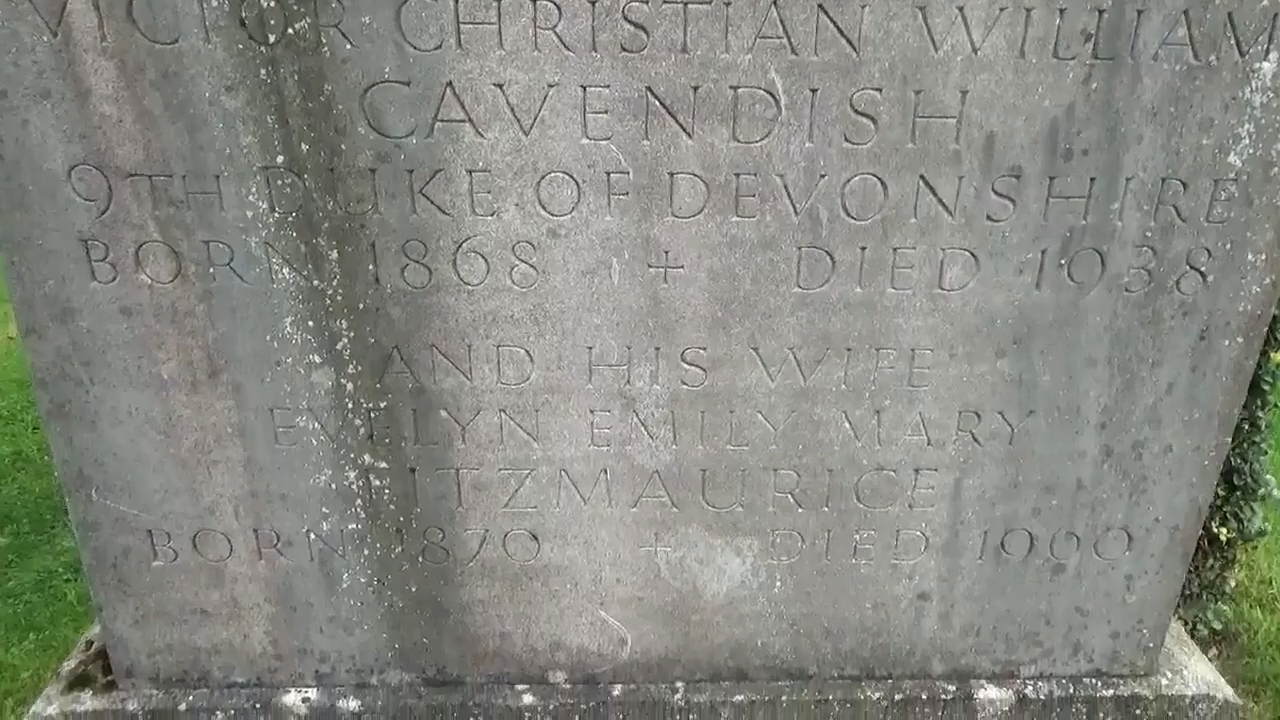 VICTOR CHRISTIAN WILLIAM
CAVENDISH
9TH DUKE OF DEVONSHIRE
BORN 1868 + DIED 1938
AND HIS WIFE
EVELYN EMILY MARY
FITZMAURICE
BORN 1870 + DIED 1960